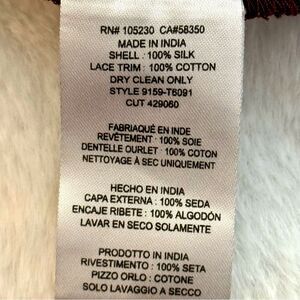 RN# 105230 CA#58350
MADE IN INDIA
SHELL : 100% SILK
LACE TRIM : 100% COTTON
DRY CLEAN ONLY
STYLE 9159-T6091
CUT 429060
FABRIQUÉ EN INDE
REVÊTEMENT : 100% SOIE
DENTELLE OURLET : 100% COTON
NETTOYAGE À SEC UNIQUEMENT
HECHO EN INDIA
CAPA EXTERNA : 100% SEDA
ENCAJE RIBETE : 100% ALGODÓN
LAVAR EN SECO SOLAMENTE
PRODOTTO IN INDIA
RIVESTIMENTO : 100% SETA
PIZZO ORLO : COTONE
SOLO LAVAGGIO A SECCO